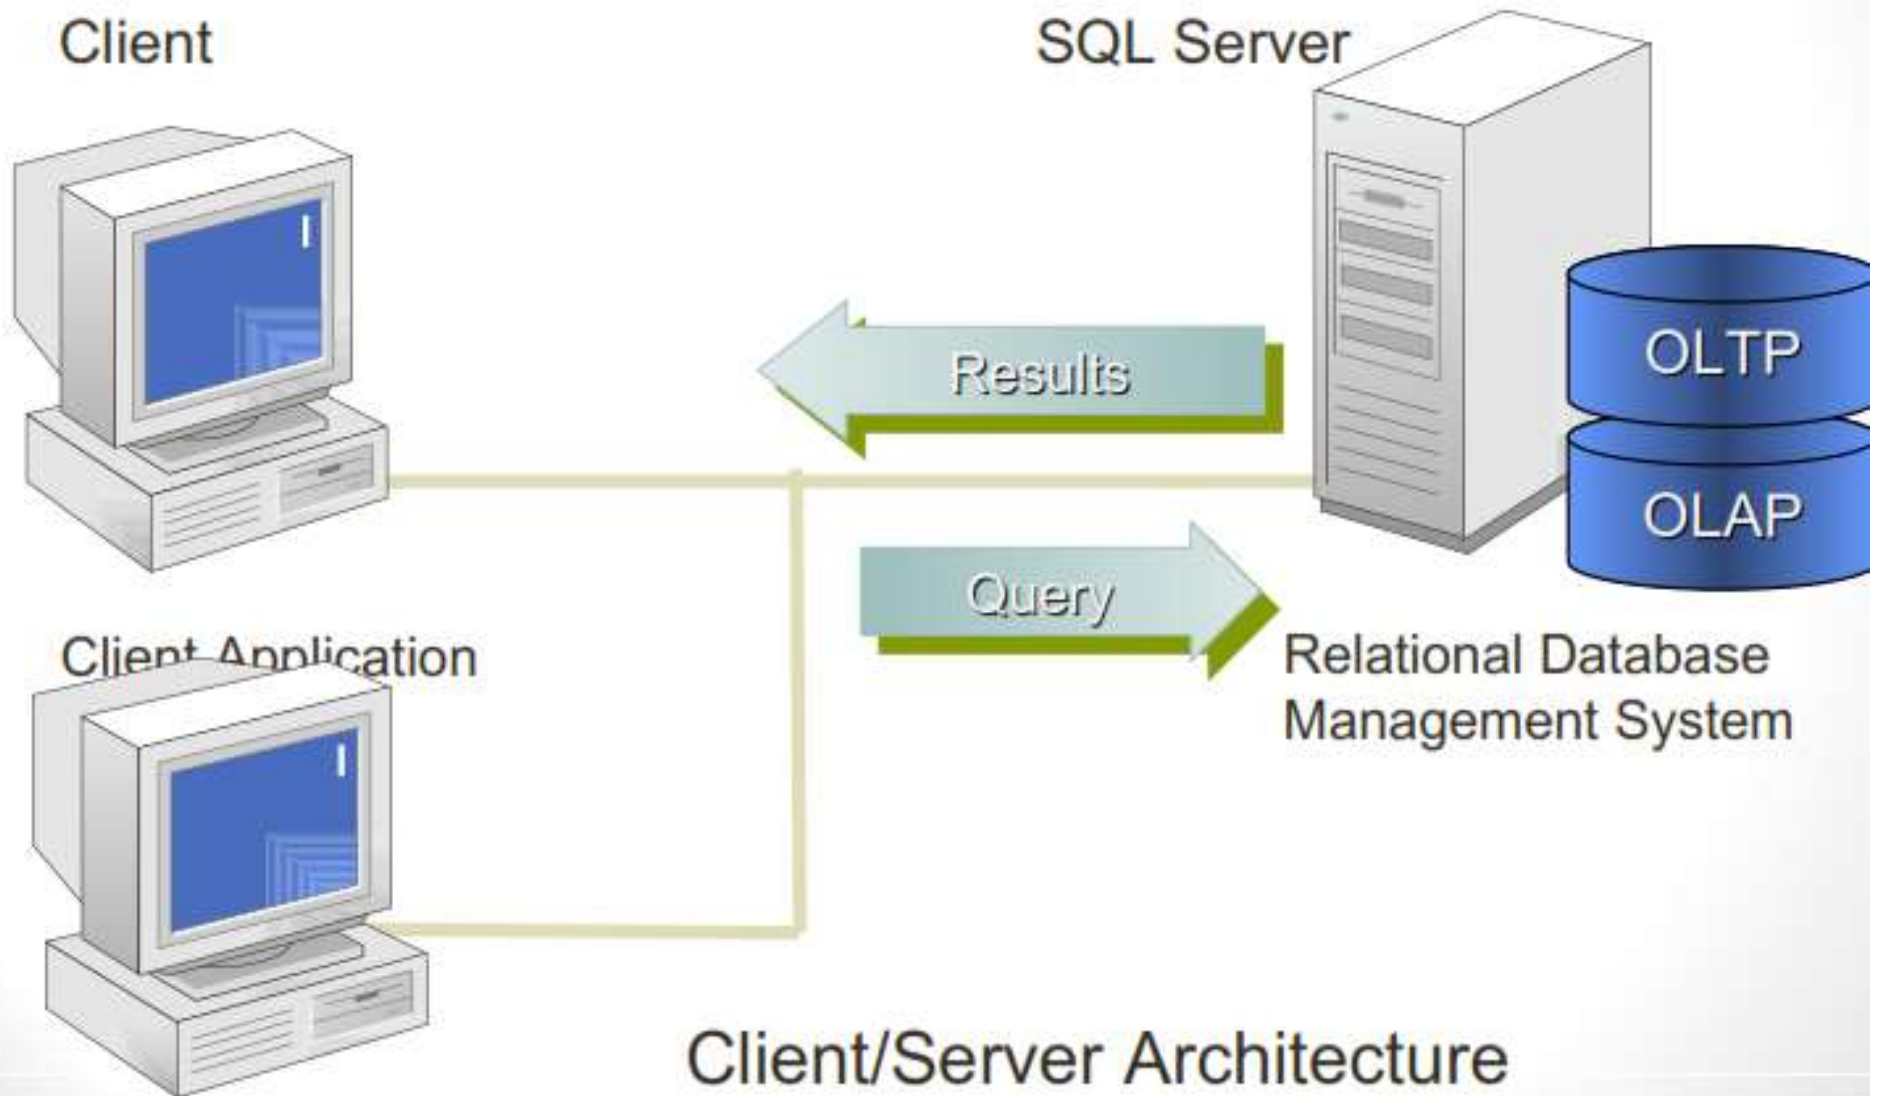 Client
SQL Server
Results
OLTP
OLAP
Query
Client Application
Relational Database
Management System
Client/Server Architecture